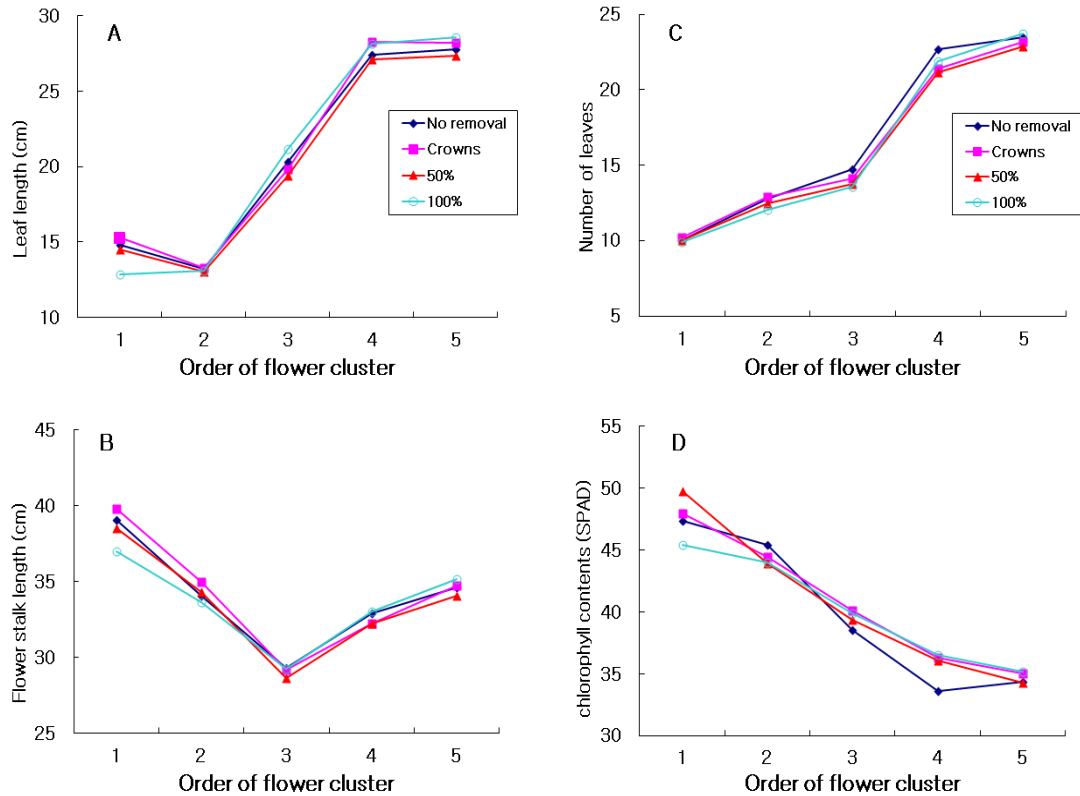 A
Leaf length (cm)
30
25
20
15
10
No removal
Crowns
50%
100%
1 2 3 4 5
Order of flower cluster
C
Number of leaves
25
20
15
10
5
No removal
Crowns
50%
100%
1 2 3 4 5
Order of flower cluster
B
Flower stalk length (cm)
45
40
35
30
25
1 2 3 4 5
Order of flower cluster
D
chlorophyll contents (SPAD)
55
50
45
40
35
30
1 2 3 4 5
Order of flower cluster